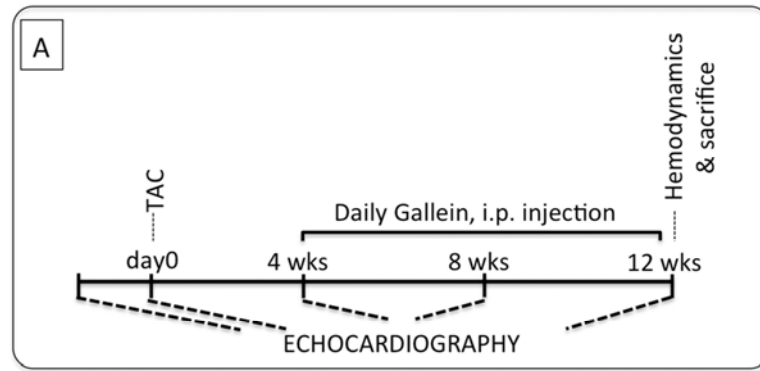 A
TAC
Hemodynamics
& sacrifice
Daily Gallein, i.p. injection
day0 4 wks 8 wks 12 wks
ECHOCARDIOGRAPHY